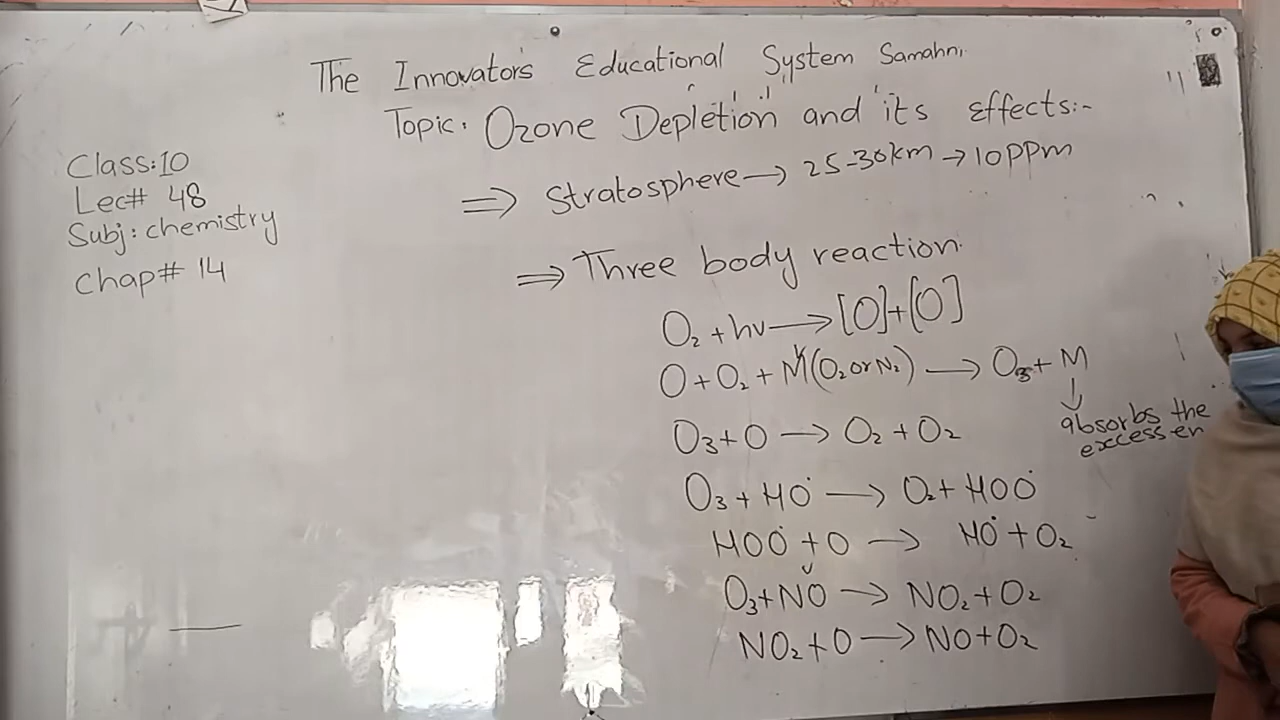 The Innovators Educational System Samahni
Topic: Ozone Depletion and its effects:-
Class:10
Lec# 48
Subj: chemistry
Chap# 14
⇒ Stratosphere → 25-30km → 10ppm
⇒ Three body reaction
O₂ + hν → [O]+[O]
O + O₂ + M(O₂ or N₂) → O₃ + M
↓
absorbs the
excess en
O₃ + O → O₂ + O₂
O₃ + HO˙ → O₂ + HOO˙
HOO˙ + O → HO˙ + O₂
O₃ + NO → NO₂ + O₂
NO₂ + O → NO + O₂